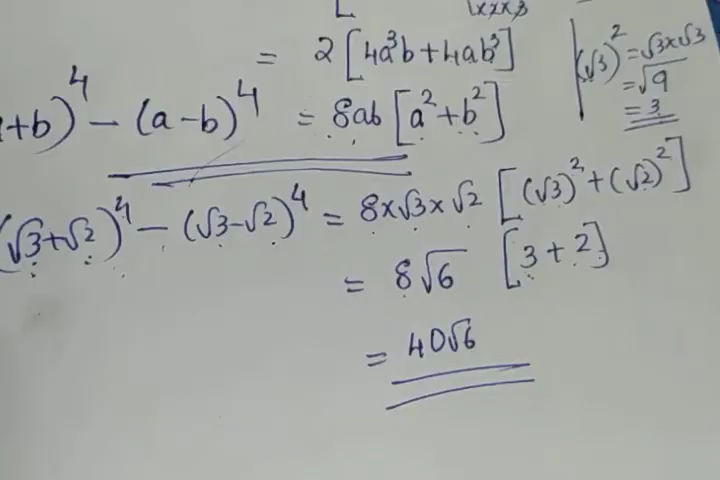 = 2 [4a³b + 4ab³]
+b)⁴ - (a-b)⁴ = 8ab [a² + b²]
(√3+√2)⁴ - (√3-√2)⁴ = 8×√3×√2 [(√3)² + (√2)²]
= 8√6 [3 + 2]
= 40√6
(√3)² = √3×√3
= √9
= 3